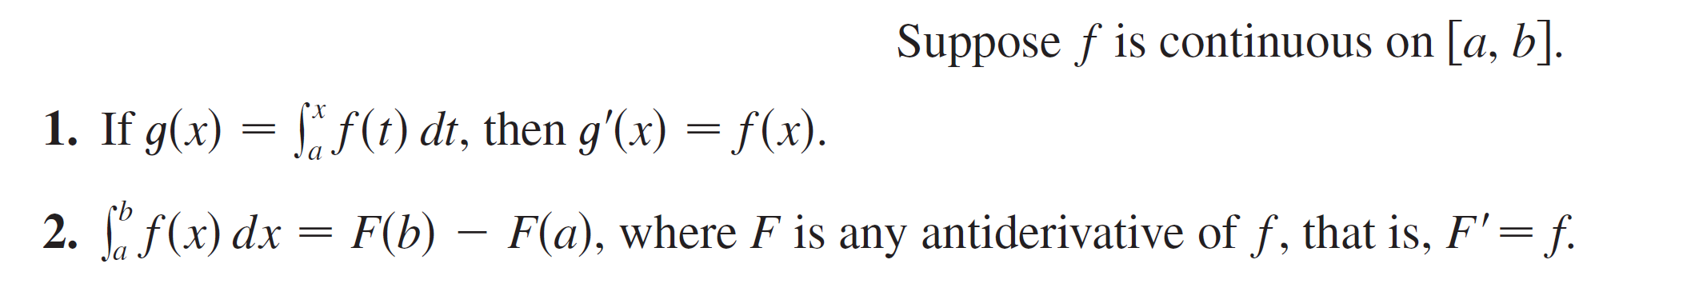 Suppose f is continuous on [a, b].
1. If g(x) = ∫ₐˣ f(t) dt, then g′(x) = f(x).
2. ∫ₐᵇ f(x) dx = F(b) − F(a), where F is any antiderivative of f, that is, F′ = f.